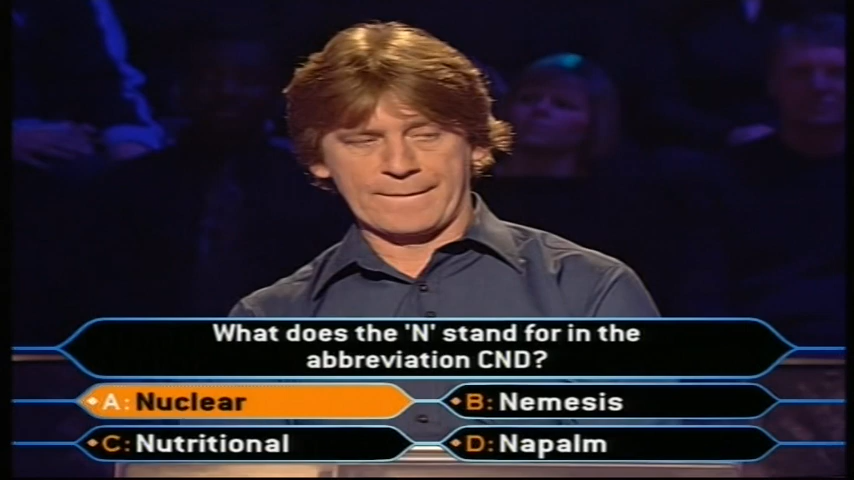 What does the 'N' stand for in the
abbreviation CND?
A: Nuclear
B: Nemesis
C: Nutritional
D: Napalm